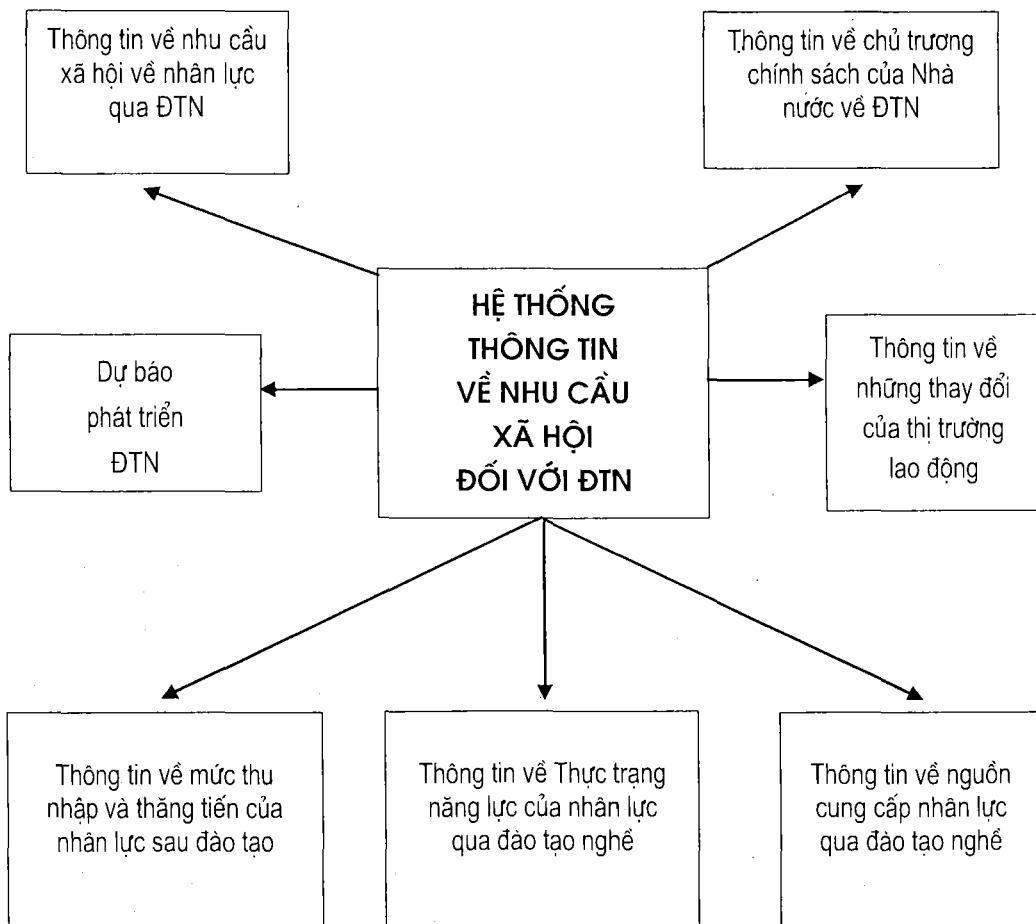 Thông tin về nhu cầu
xã hội về nhân lực
qua ĐTN
Thông tin về chủ trương
chính sách của Nhà
nước về ĐTN
HỆ THỐNG
THÔNG TIN
VỀ NHU CẦU
XÃ HỘI
ĐỐI VỚI ĐTN
Dự báo
phát triển
ĐTN
Thông tin về
những thay đổi
của thị trường
lao động
Thông tin về mức thu
nhập và thăng tiến của
nhân lực sau đào tạo
Thông tin về Thực trạng
năng lực của nhân lực
qua đào tạo nghề
Thông tin về nguồn
cung cấp nhân lực
qua đào tạo nghề